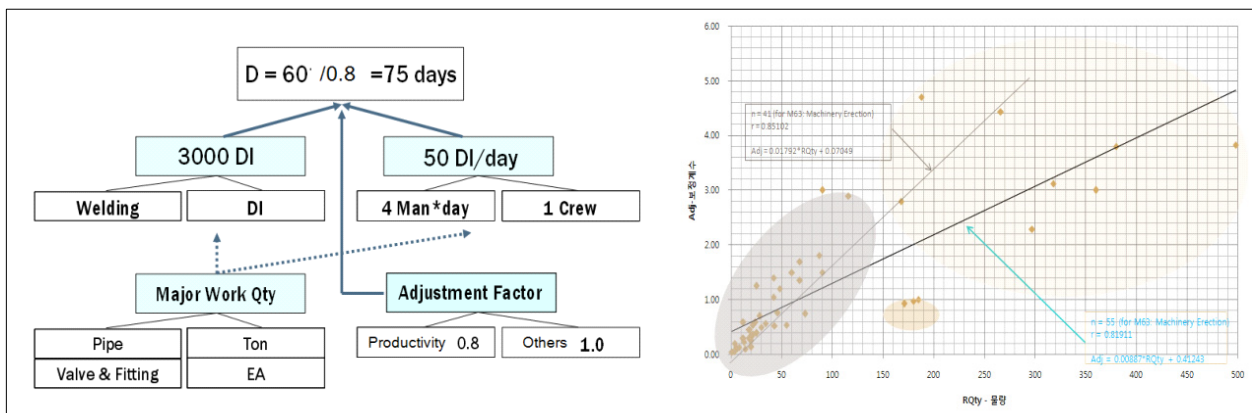 D = 60 /0.8 =75 days
3000 DI
50 DI/day
Welding
DI
4 Man*day
1 Crew
Major Work Qty
Adjustment Factor
Pipe
Ton
Valve & Fitting
EA
Productivity 0.8
Others 1.0
6.00
5.00
4.00
3.00
2.00
1.00
0.00
Adj-보정계수
n = 41 (for M63: Machinery Erection)
r = 0.85102
Adj = 0.01792*RQty + 0.07049
n = 55 (for M63: Machinery Erection)
r = 0.81911
Adj = 0.00887*RQty + 0.41243
0 50 100 150 200 250 300 350 400 450 500
RQty - 물량